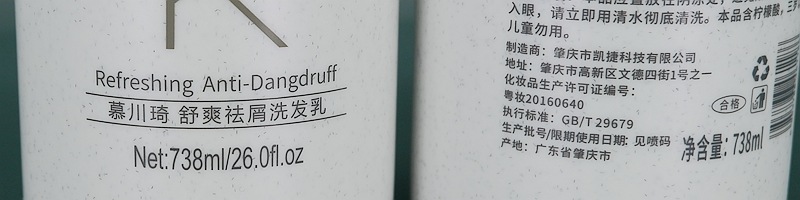 Refreshing Anti-Dangdruff
慕川琦 舒爽祛屑洗发乳
Net:738ml/26.0fl.oz
入眼，请立即用清水彻底清洗。本品含柠檬酸，三岁
儿童勿用。
制造商：肇庆市凯捷科技有限公司
地址：肇庆市高新区文德四街1号之一
化妆品生产许可证编号：
粤妆20160640
执行标准：GB/T 29679
生产批号/限期使用日期: 见喷码
产地：广东省肇庆市
合格
净含量: 738ml